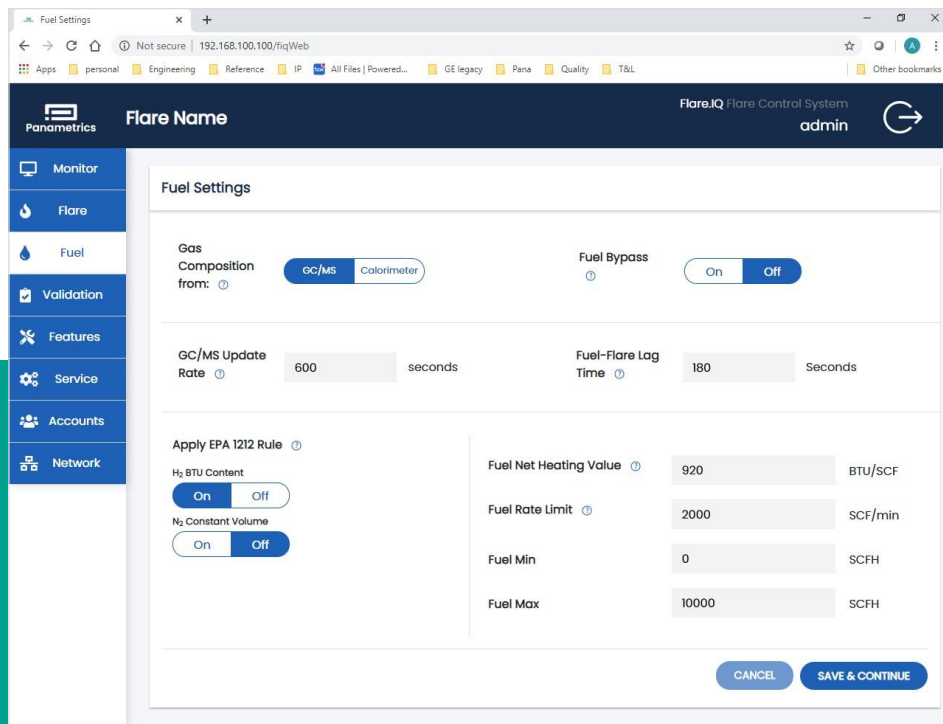 Fuel Settings
Not secure | 192.168.100.100/fiqWeb
Apps personal Engineering Reference IP box All Files | Powered... GE legacy Pana Quality T&L Other bookmarks
A
Panametrics
Flare Name
Flare.IQ Flare Control System
admin
Monitor
Flare
Fuel
Validation
Features
Service
Accounts
Network
Fuel Settings
Gas
Composition
from:
GC/MS Calorimeter
Fuel Bypass
On Off
GC/MS Update
Rate
600 seconds
Fuel-Flare Lag
Time
180 Seconds
Apply EPA 1212 Rule
H₂ BTU Content
On Off
N₂ Constant Volume
On Off
Fuel Net Heating Value 920 BTU/SCF
Fuel Rate Limit 2000 SCF/min
Fuel Min 0 SCFH
Fuel Max 10000 SCFH
CANCEL SAVE & CONTINUE